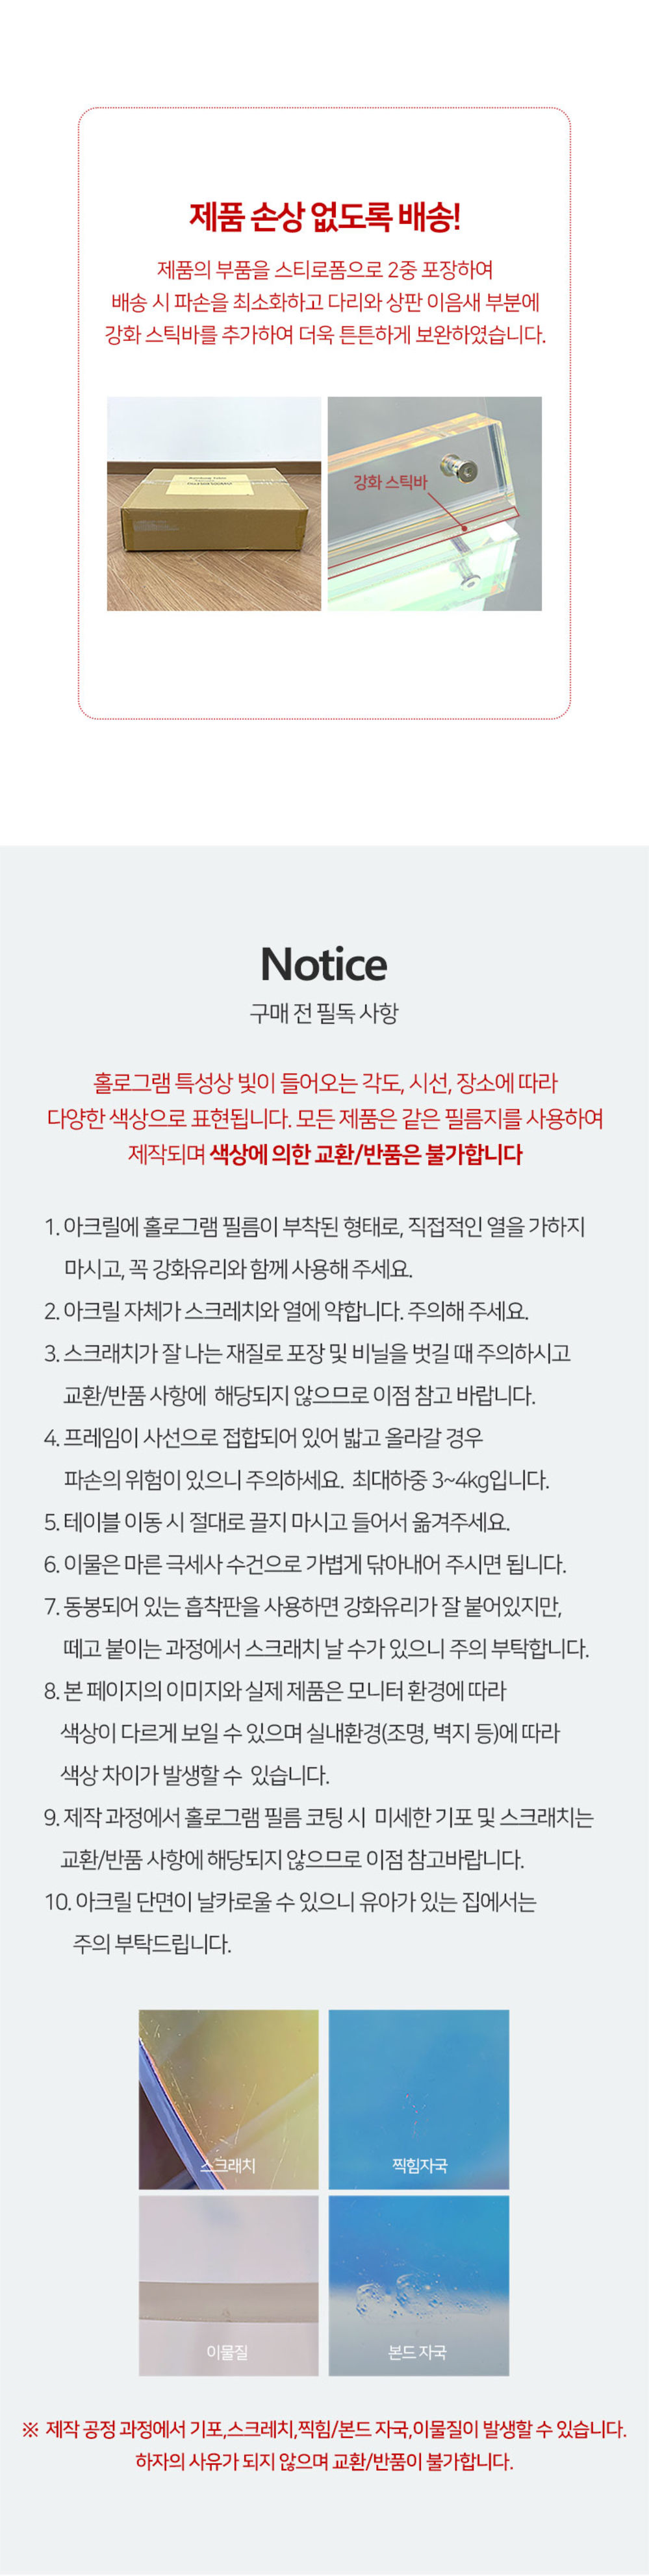 제품 손상 없도록 배송!
제품의 부품을 스티로폼으로 2중 포장하여
배송 시 파손을 최소화하고 다리와 상판 이음새 부분에
강화 스틱바를 추가하여 더욱 튼튼하게 보완하였습니다.
강화 스틱바
Notice
구매 전 필독 사항
홀로그램 특성상 빛이 들어오는 각도, 시선, 장소에 따라
다양한 색상으로 표현됩니다. 모든 제품은 같은 필름지를 사용하여
제작되며 색상에 의한 교환/반품은 불가합니다
1. 아크릴에 홀로그램 필름이 부착된 형태로, 직접적인 열을 가하지
마시고, 꼭 강화유리와 함께 사용해 주세요.
2. 아크릴 자체가 스크레치와 열에 약합니다. 주의해 주세요.
3. 스크래치가 잘 나는 재질로 포장 및 비닐을 벗길 때 주의하시고
교환/반품 사항에 해당되지 않으므로 이점 참고 바랍니다.
4. 프레임이 사선으로 접합되어 있어 밟고 올라갈 경우
파손의 위험이 있으니 주의하세요. 최대하중 3~4kg입니다.
5. 테이블 이동 시 절대로 끌지 마시고 들어서 옮겨주세요.
6. 이물은 마른 극세사 수건으로 가볍게 닦아내어 주시면 됩니다.
7. 동봉되어 있는 흡착판을 사용하면 강화유리가 잘 붙어있지만,
떼고 붙이는 과정에서 스크래치 날 수가 있으니 주의 부탁합니다.
8. 본 페이지의 이미지와 실제 제품은 모니터 환경에 따라
색상이 다르게 보일 수 있으며 실내환경(조명, 벽지 등)에 따라
색상 차이가 발생할 수 있습니다.
9. 제작 과정에서 홀로그램 필름 코팅 시 미세한 기포 및 스크래치는
교환/반품 사항에 해당되지 않으므로 이점 참고바랍니다.
10. 아크릴 단면이 날카로울 수 있으니 유아가 있는 집에서는
주의 부탁드립니다.
스크래치
찍힘자국
이물질
본드 자국
※ 제작 공정 과정에서 기포,스크레치,찍힘/본드 자국,이물질이 발생할 수 있습니다.
하자의 사유가 되지 않으며 교환/반품이 불가합니다.